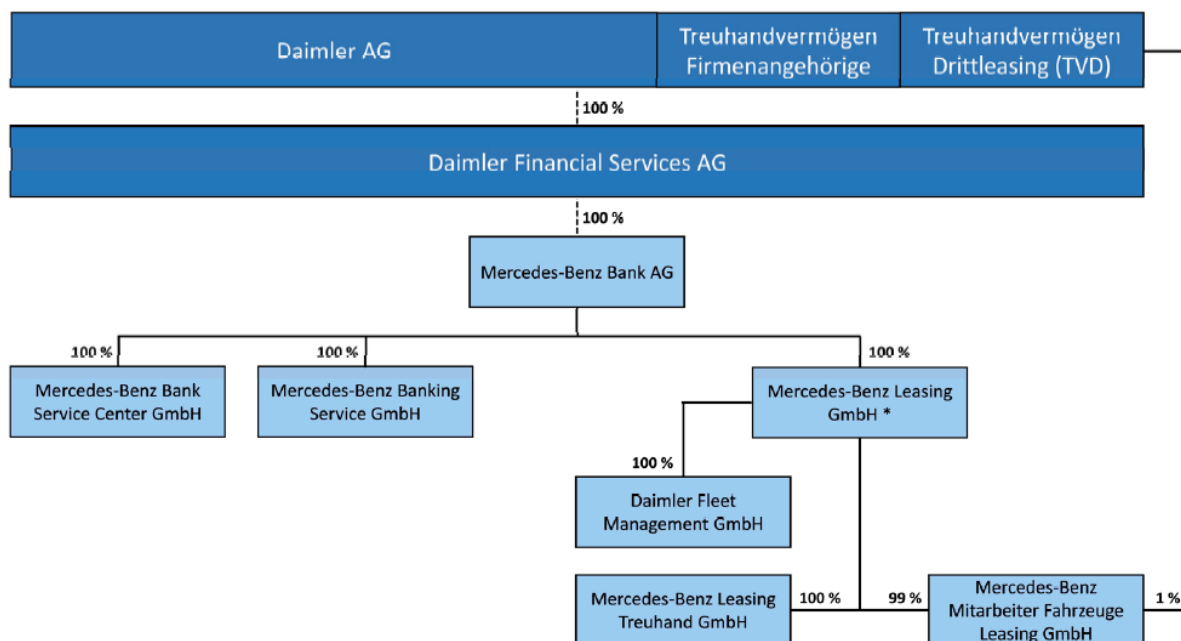 Daimler AG
Treuhandvermögen
Firmenangehörige
Treuhandvermögen
Drittleasing (TVD)
100 %
Daimler Financial Services AG
100 %
Mercedes-Benz Bank AG
100 %
100 %
100 %
Mercedes-Benz Bank
Service Center GmbH
Mercedes-Benz Banking
Service GmbH
Mercedes-Benz Leasing
GmbH *
100 %
Daimler Fleet
Management GmbH
Mercedes-Benz Leasing
Treuhand GmbH
100 %
99 %
Mercedes-Benz
Mitarbeiter Fahrzeuge
Leasing GmbH
1 %